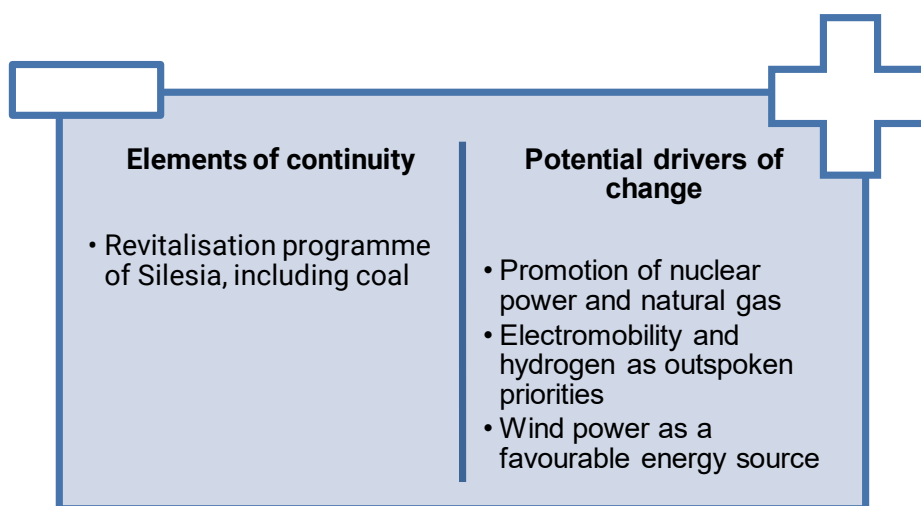 Elements of continuity
• Revitalisation programme
of Silesia, including coal
Potential drivers of
change
• Promotion of nuclear
power and natural gas
• Electromobility and
hydrogen as outspoken
priorities
• Wind power as a
favourable energy source